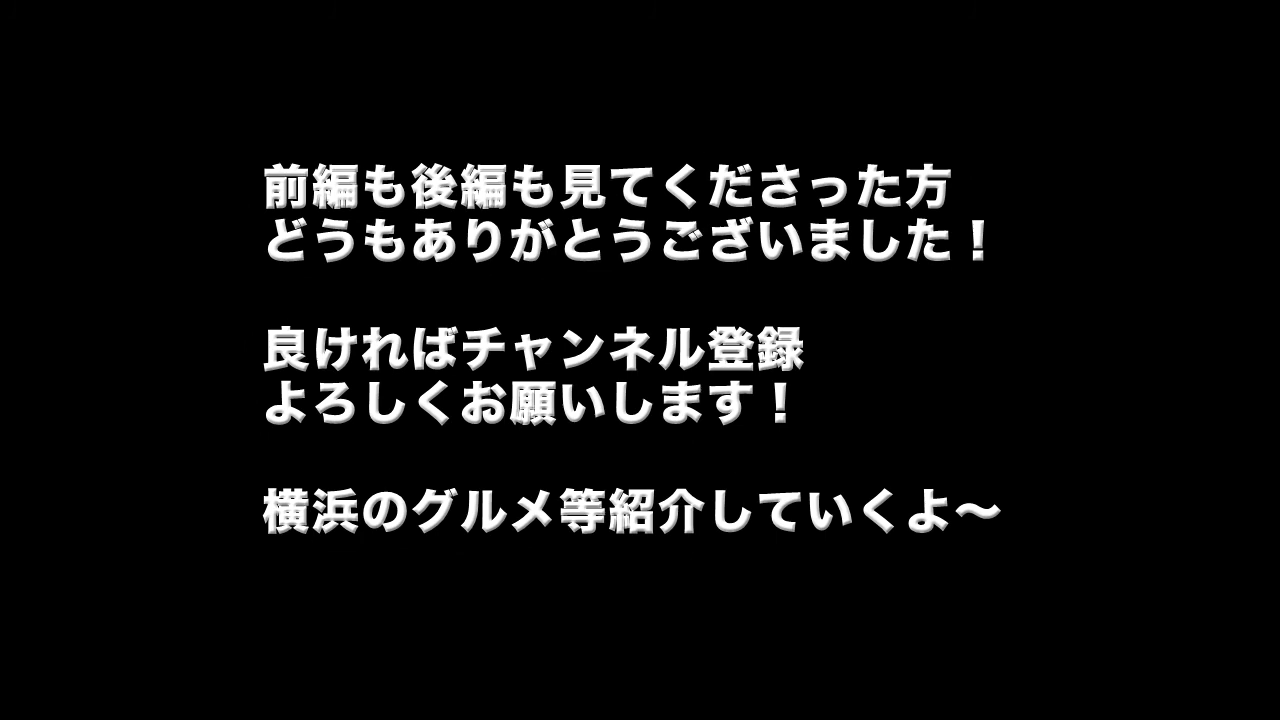 前編も後編も見てくださった方
どうもありがとうございました！
良ければチャンネル登録
よろしくお願いします！
横浜のグルメ等紹介していくよ〜